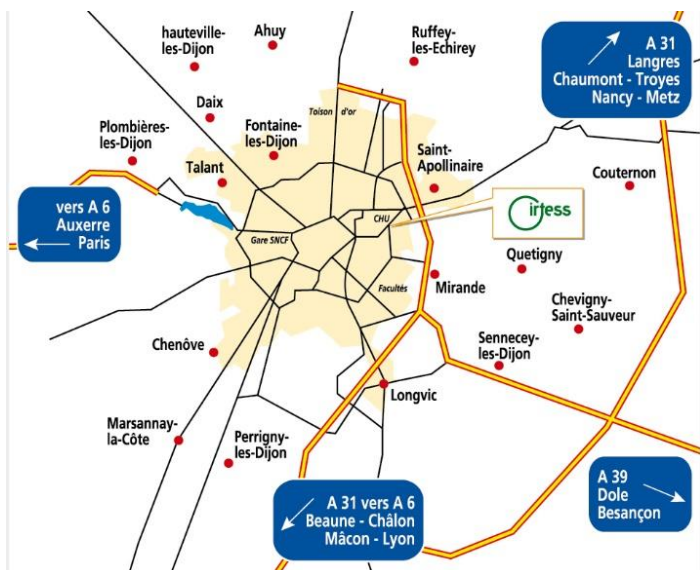 hauteville-
les-Dijon
Ahuy
Ruffey-
les-Echirey
A 31
Langres
Chaumont - Troyes
Nancy - Metz
Daix
Toison d'or
Plombières-
les-Dijon
Fontaine-
les-Dijon
Talant
Saint-
Apollinaire
Couternon
vers A 6
Auxerre
Paris
CHU
irtess
Gare SNCF
Quetigny
Facultés
Mirande
Chevigny-
Saint-Sauveur
Chenôve
Sennecey-
les-Dijon
Longvic
Marsannay-
la-Côte
Perrigny-
les-Dijon
A 31 vers A 6
Beaune - Châlon
Mâcon - Lyon
A 39
Dole
Besançon